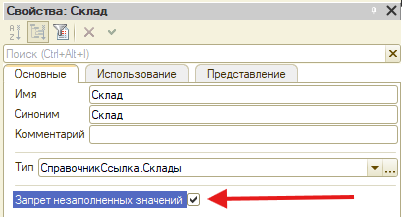 Свойства: Склад
Поиск (Ctrl+Alt+I)
Основные Использование Представление
Имя Склад
Синоним Склад
Комментарий
Тип СправочникСсылка.Склады
Запрет незаполненных значений